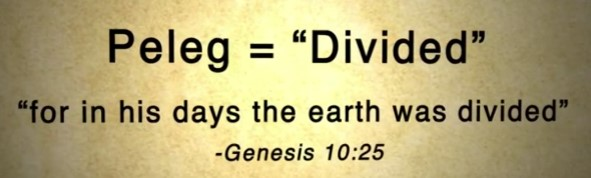 Peleg = “Divided”
“for in his days the earth was divided”
-Genesis 10:25